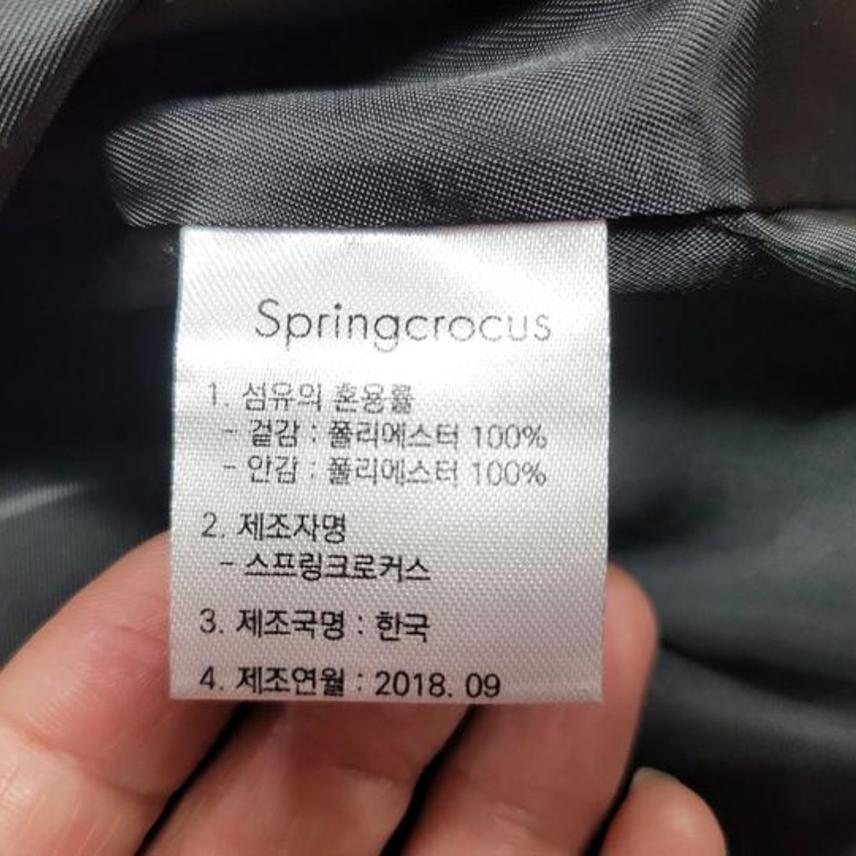 Springcrocus
1. 섬유의 혼용률
- 겉감 : 폴리에스터 100%
- 안감 : 폴리에스터 100%
2. 제조자명
- 스프링크로커스
3. 제조국명 : 한국
4. 제조연월 : 2018. 09